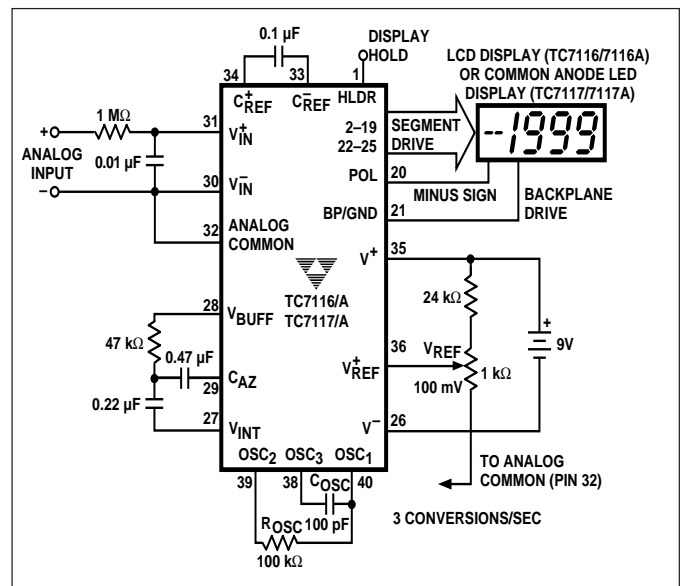 0.1 µF
34
33
DISPLAY
HOLD
1
C+REF
C–REF
HLDR
LCD DISPLAY (TC7116/7116A)
OR COMMON ANODE LED
DISPLAY (TC7117/7117A)
–1999
1 MΩ
+
31
V+IN
ANALOG
INPUT
0.01 µF
–
30
V–IN
32
ANALOG
COMMON
2–19
22–25
SEGMENT
DRIVE
POL
20
MINUS SIGN
BP/GND
21
BACKPLANE
DRIVE
V+
35
TC7116/A
TC7117/A
24 kΩ
+
9V
28
VBUFF
47 kΩ
0.47 µF
29
CAZ
0.22 µF
27
VINT
V+REF
36
VREF
100 mV
1 kΩ
V–
26
OSC2
OSC3
OSC1
39
38
40
COSC
100 pF
ROSC
100 kΩ
TO ANALOG
COMMON (PIN 32)
3 CONVERSIONS/SEC